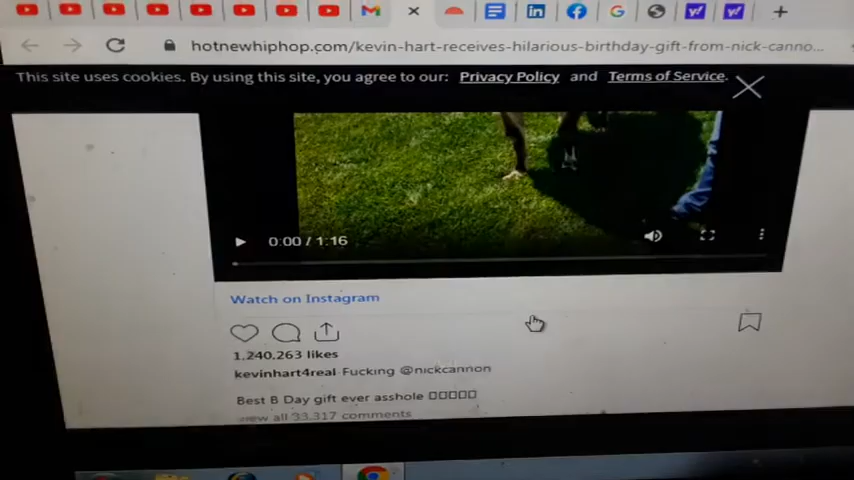 hotnewhiphop.com/kevin-hart-receives-hilarious-birthday-gift-from-nick-canno...
This site uses cookies. By using this site, you agree to our: Privacy Policy and Terms of Service.
0:00 / 1:16
Watch on Instagram
1,240,263 likes
kevinhart4real Fucking @nickcannon
Best B Day gift ever asshole □□□□□
view all 33,317 comments